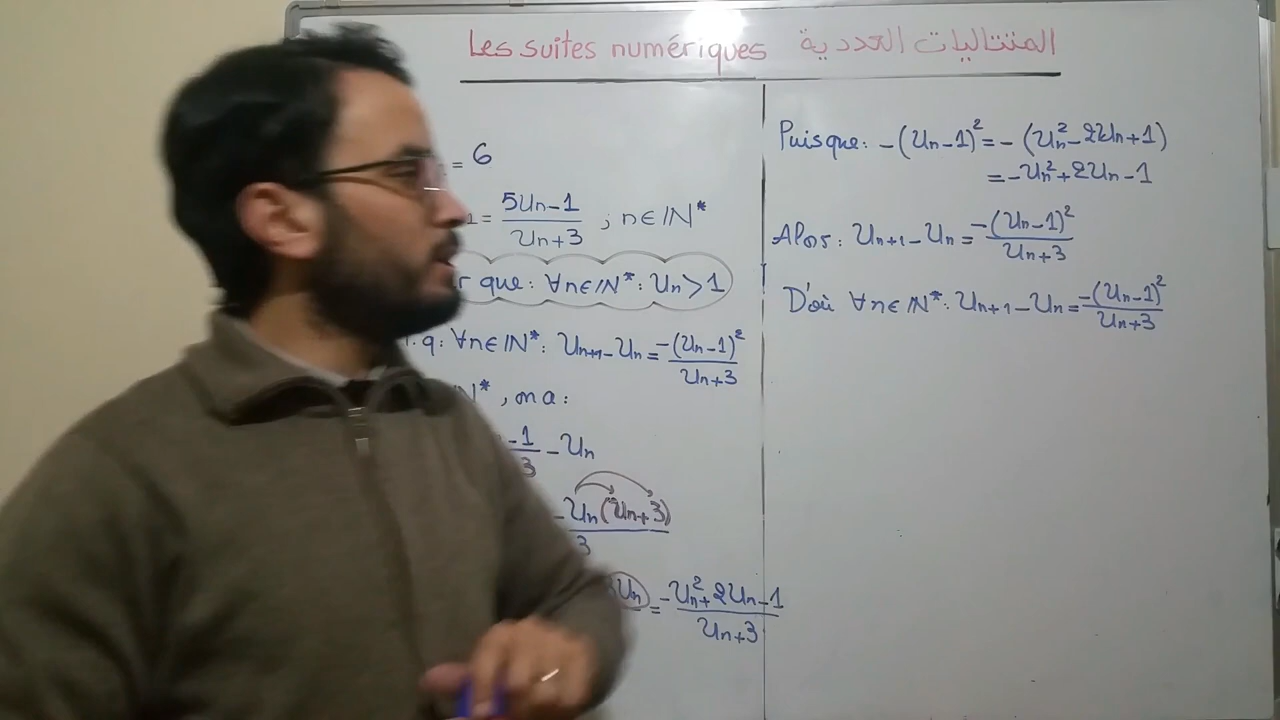 Les suites numériques المتتاليات العددية
= 6
1 = (5Un-1)/(Un+3) ; n∈IN*
r que: ∀n∈IN*: Un>1
.q: ∀n∈IN*: Un+1-Un = -(Un-1)²/(Un+3)
N*, on a:
-1/3 - Un
-Un(Un+3)/3
3Un = (-Un²+2Un-1)/(Un+3)
Puisque: -(Un-1)² = -(Un²-2Un+1)
= -Un²+2Un-1
Alors: Un+1-Un = -(Un-1)²/(Un+3)
D'où ∀n∈IN*: Un+1-Un = -(Un-1)²/(Un+3)